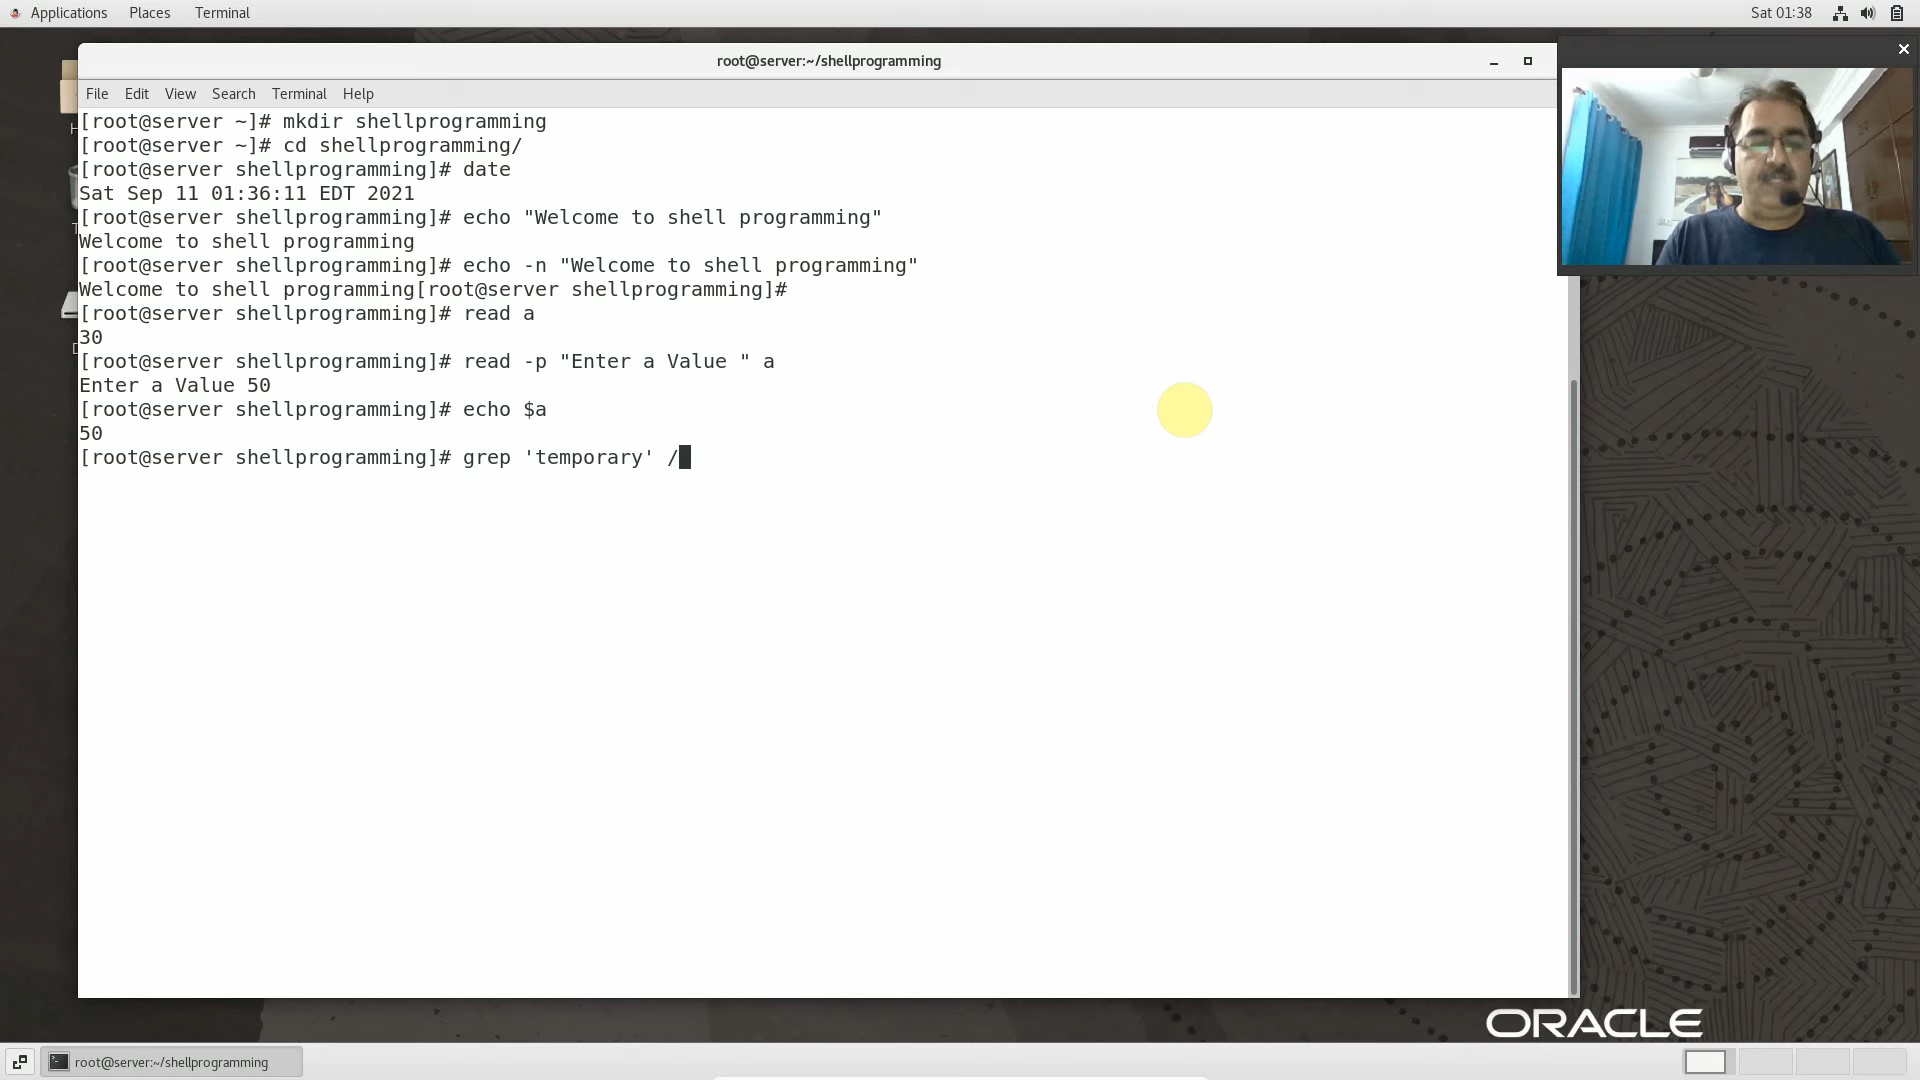 Applications Places Terminal
Sat 01:38
root@server:~/shellprogramming
File Edit View Search Terminal Help
[root@server ~]# mkdir shellprogramming
[root@server ~]# cd shellprogramming/
[root@server shellprogramming]# date
Sat Sep 11 01:36:11 EDT 2021
[root@server shellprogramming]# echo "Welcome to shell programming"
Welcome to shell programming
[root@server shellprogramming]# echo -n "Welcome to shell programming"
Welcome to shell programming[root@server shellprogramming]#
[root@server shellprogramming]# read a
30
[root@server shellprogramming]# read -p "Enter a Value " a
Enter a Value 50
[root@server shellprogramming]# echo $a
50
[root@server shellprogramming]# grep 'temporary' /
ORACLE
root@server:~/shellprogramming